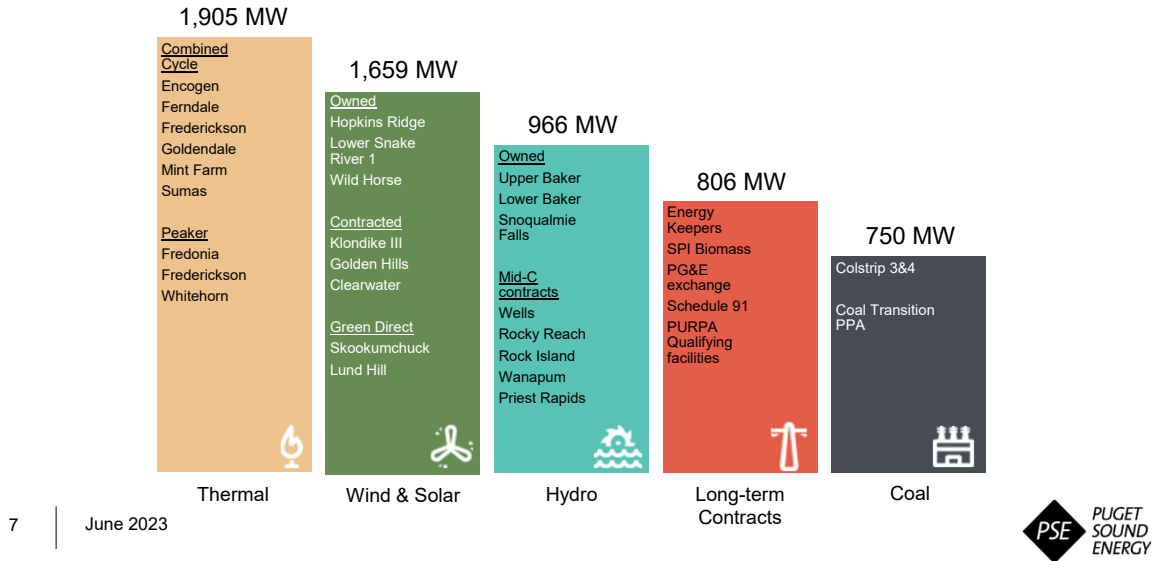 1,905 MW
Combined
Cycle
Encogen
Ferndale
Frederickson
Goldendale
Mint Farm
Sumas
Peaker
Fredonia
Frederickson
Whitehorn
Thermal
1,659 MW
Owned
Hopkins Ridge
Lower Snake
River 1
Wild Horse
Contracted
Klondike III
Golden Hills
Clearwater
Green Direct
Skookumchuck
Lund Hill
Wind & Solar
966 MW
Owned
Upper Baker
Lower Baker
Snoqualmie
Falls
Mid-C
contracts
Wells
Rocky Reach
Rock Island
Wanapum
Priest Rapids
Hydro
806 MW
Energy
Keepers
SPI Biomass
PG&E
exchange
Schedule 91
PURPA
Qualifying
facilities
Long-term
Contracts
750 MW
Colstrip 3&4
Coal Transition
PPA
Coal
7
June 2023
PSE
PUGET
SOUND
ENERGY